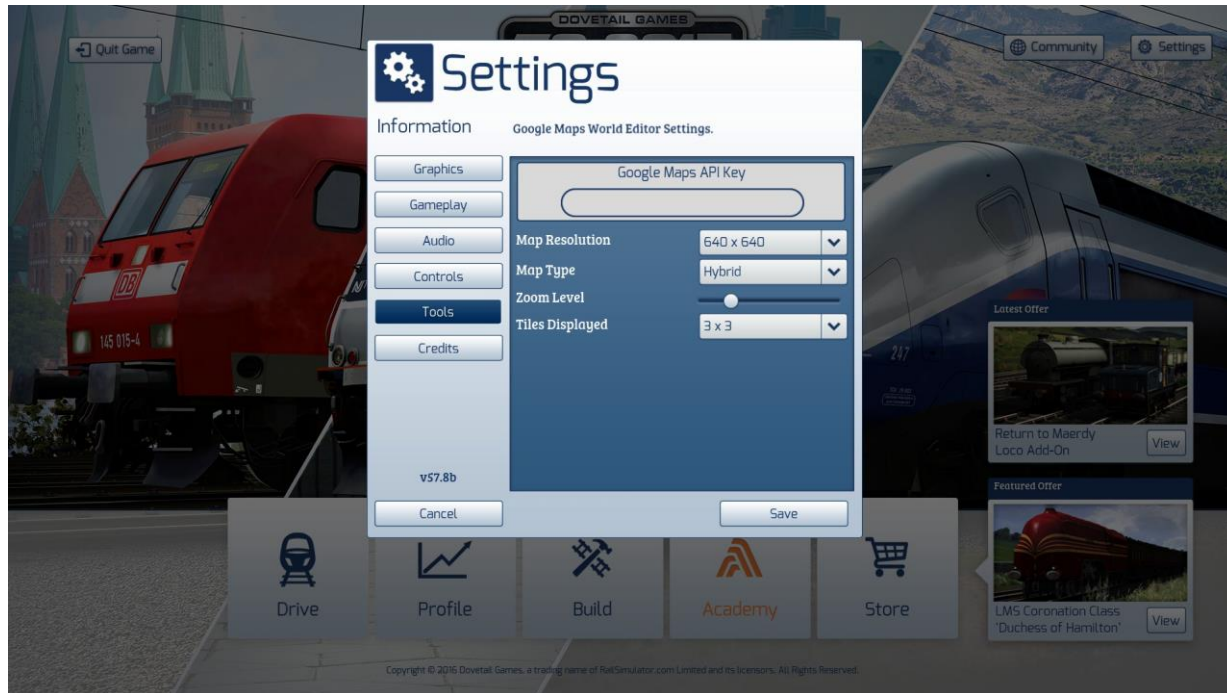 DOVETAIL GAMES
Quit Game
Community
Settings
Settings
Information
Google Maps World Editor Settings.
Graphics
Gameplay
Audio
Controls
Tools
Credits
v57.8b
Cancel
Google Maps API Key
Map Resolution
640 x 640
Map Type
Hybrid
Zoom Level
Tiles Displayed
3 x 3
Save
DB
145 015-4
247
Latest Offer
Return to Maerdy
Loco Add-On
View
Featured Offer
LMS Coronation Class
'Duchess of Hamilton'
View
Drive
Profile
Build
Academy
Store
Copyright © 2016 Dovetail Games, a trading name of RailSimulator.com Limited and its licensors. All Rights Reserved.